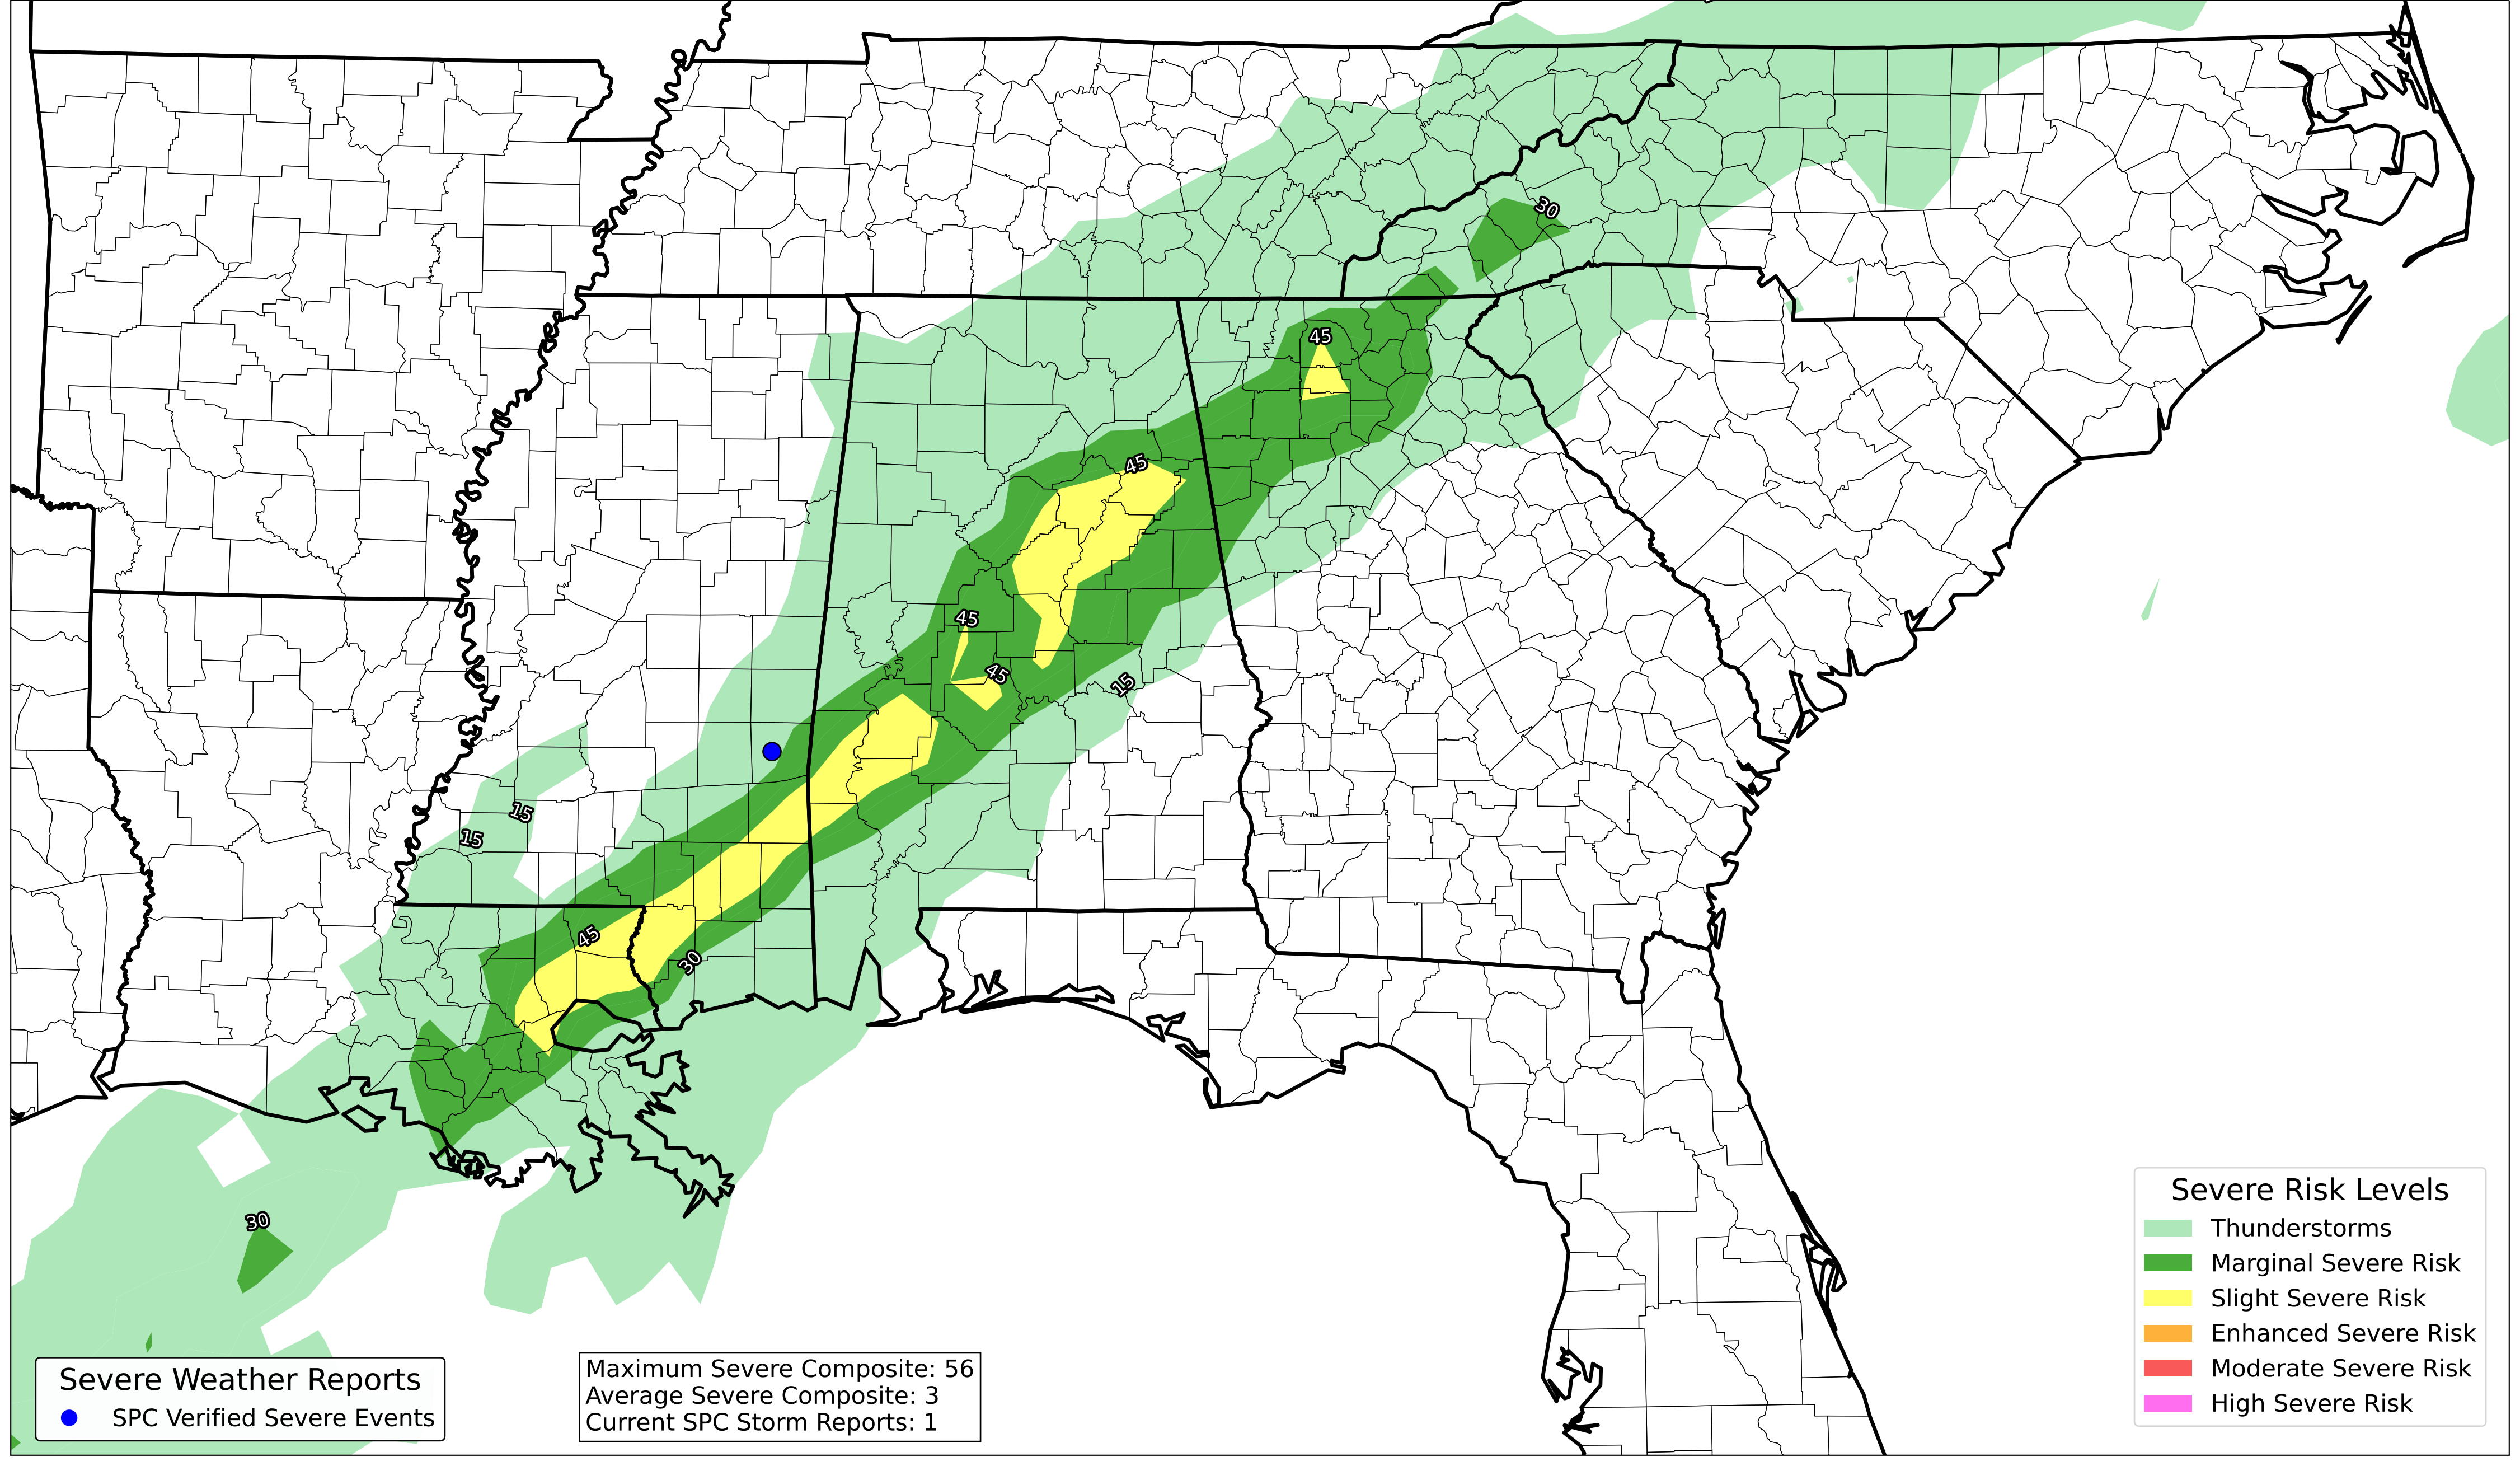 30
45
45
45
45
15
15
15
45
30
30
Severe Risk Levels
Thunderstorms
Marginal Severe Risk
Slight Severe Risk
Enhanced Severe Risk
Moderate Severe Risk
High Severe Risk
Severe Weather Reports
SPC Verified Severe Events
Maximum Severe Composite: 56
Average Severe Composite: 3
Current SPC Storm Reports: 1